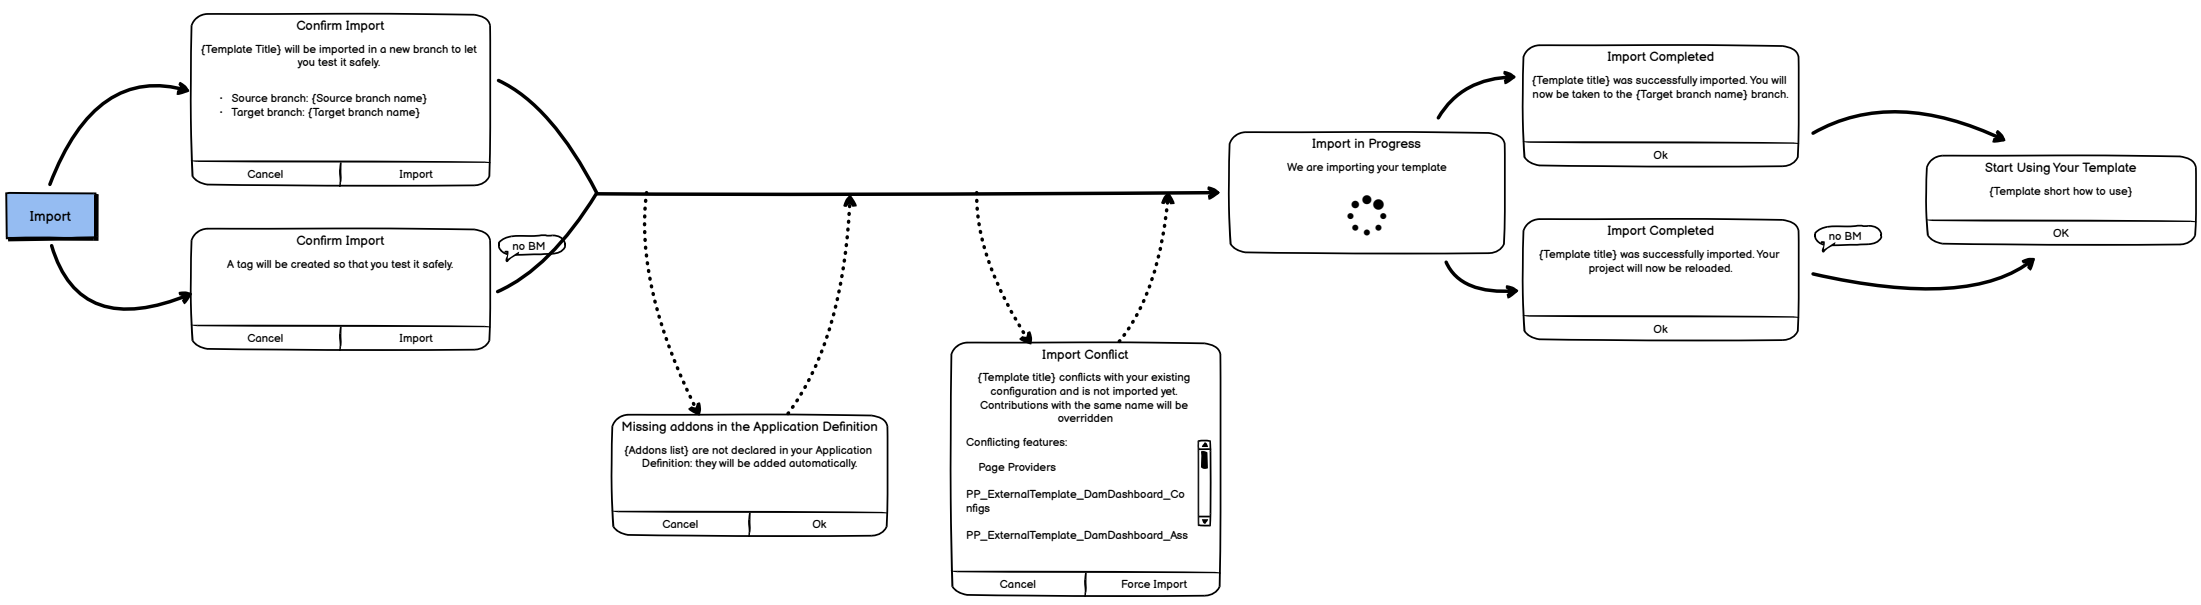 Import
Confirm Import
{Template Title} will be imported in a new branch to let
you test it safely.
· Source branch: {Source branch name}
· Target branch: {Target branch name}
Cancel
Import
Confirm Import
A tag will be created so that you test it safely.
Cancel
Import
no BM
Missing addons in the Application Definition
{Addons list} are not declared in your Application
Definition: they will be added automatically.
Cancel
Ok
Import Conflict
{Template title} conflicts with your existing
configuration and is not imported yet.
Contributions with the same name will be
overridden
Conflicting features:
Page Providers
PP_ExternalTemplate_DamDashboard_Co
nfigs
PP_ExternalTemplate_DamDashboard_Ass
Cancel
Force Import
Import in Progress
We are importing your template
Import Completed
{Template title} was successfully imported. You will
now be taken to the {Target branch name} branch.
Ok
Import Completed
{Template title} was successfully imported. Your
project will now be reloaded.
Ok
no BM
Start Using Your Template
{Template short how to use}
OK